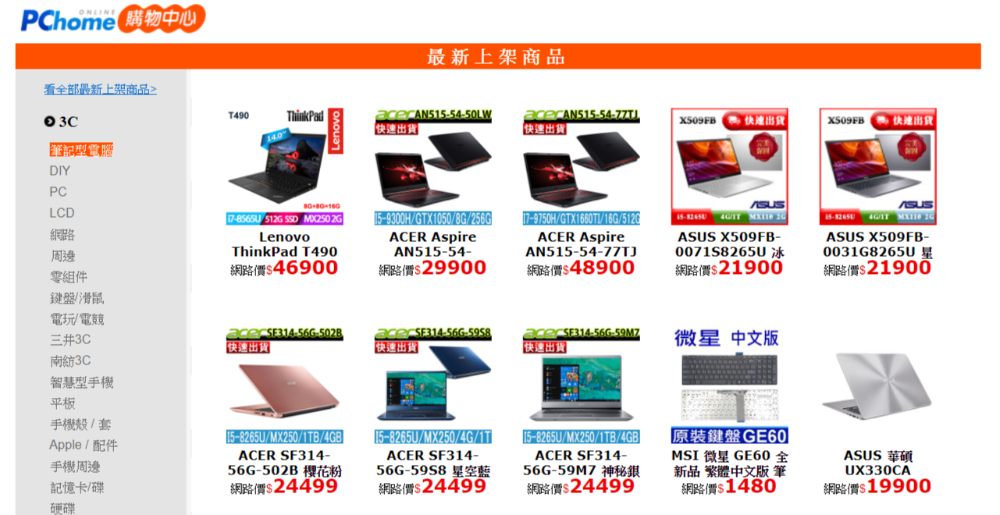 PChome ONLINE 購物中心
最新上架商品
看全部最新上架商品>
3C
筆記型電腦
DIY
PC
LCD
網路
周邊
零組件
鍵盤/滑鼠
電玩/電競
三井3C
南紡3C
智慧型手機
平板
手機殼 / 套
Apple / 配件
手機周邊
記憶卡/碟
硬碟
T490 ThinkPad
Lenovo
14.0"
8G+8G=16G
i7-8565U 512G SSD MX250 2G
Lenovo
ThinkPad T490
網路價$46900
acer AN515-54-50LW
快速出貨
I5-9300H/GTX1050/8G/256G
ACER Aspire
AN515-54-
網路價$29900
acer AN515-54-77TJ
快速出貨
I7-9750H/GTX1660TI/16G/512G
ACER Aspire
AN515-54-77TJ
網路價$48900
X509FB 快速出貨
完美
保固
ASUS
i5-8265U 4G/1T MX110 2G
ASUS X509FB-
0071S8265U 冰
網路價$21900
X509FB 快速出貨
完美
保固
ASUS
i5-8265U 4G/1T MX110 2G
ASUS X509FB-
0031G8265U 星
網路價$21900
acer SF314-56G-502B
快速出貨
I5-8265U/MX250/1TB/4GB
ACER SF314-
56G-502B 櫻花粉
網路價$24499
acer SF314-56G-59S8
快速出貨
I5-8265U/MX250/4G/1T
ACER SF314-
56G-59S8 星空藍
網路價$24499
acer SF314-56G-59M7
快速出貨
I5-8265U/MX250/1TB/4GB
ACER SF314-
56G-59M7 神秘銀
網路價$24499
微星 中文版
原裝鍵盤GE60
MSI 微星 GE60 全
新品 繁體中文版 筆
網路價$1480
ASUS 華碩
UX330CA
網路價$19900